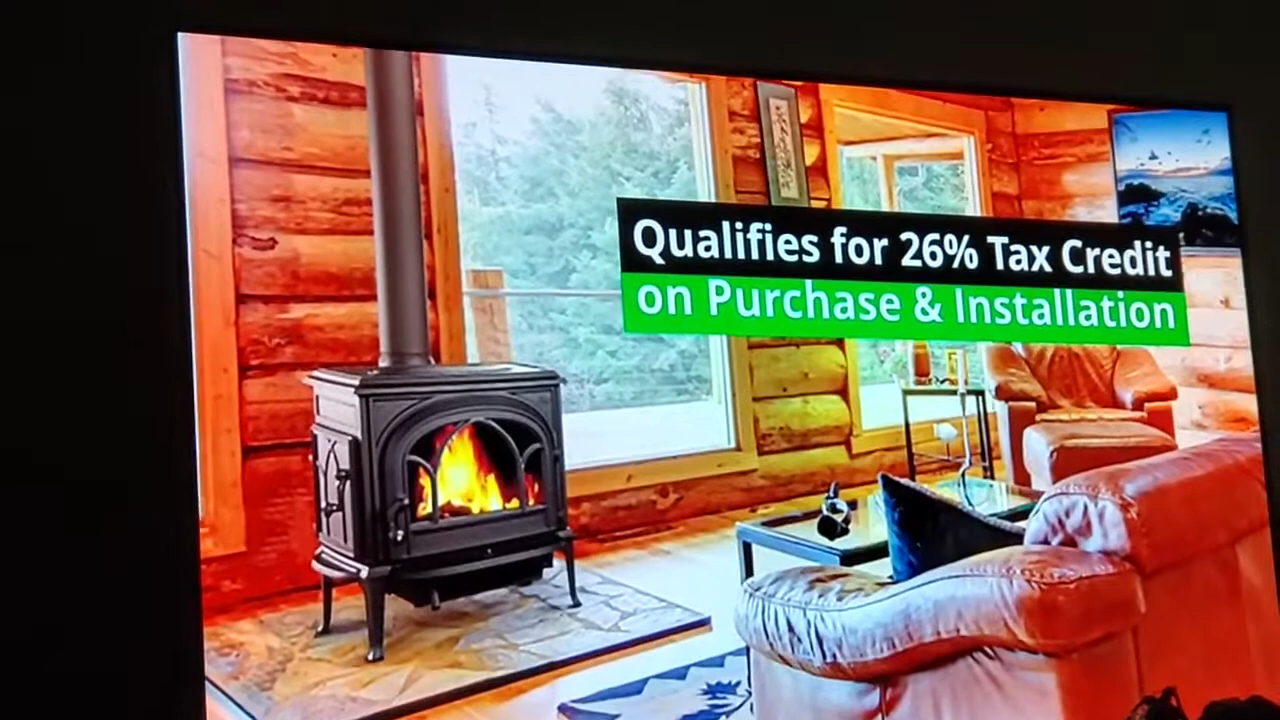 Qualifies for 26% Tax Credit
on Purchase & Installation